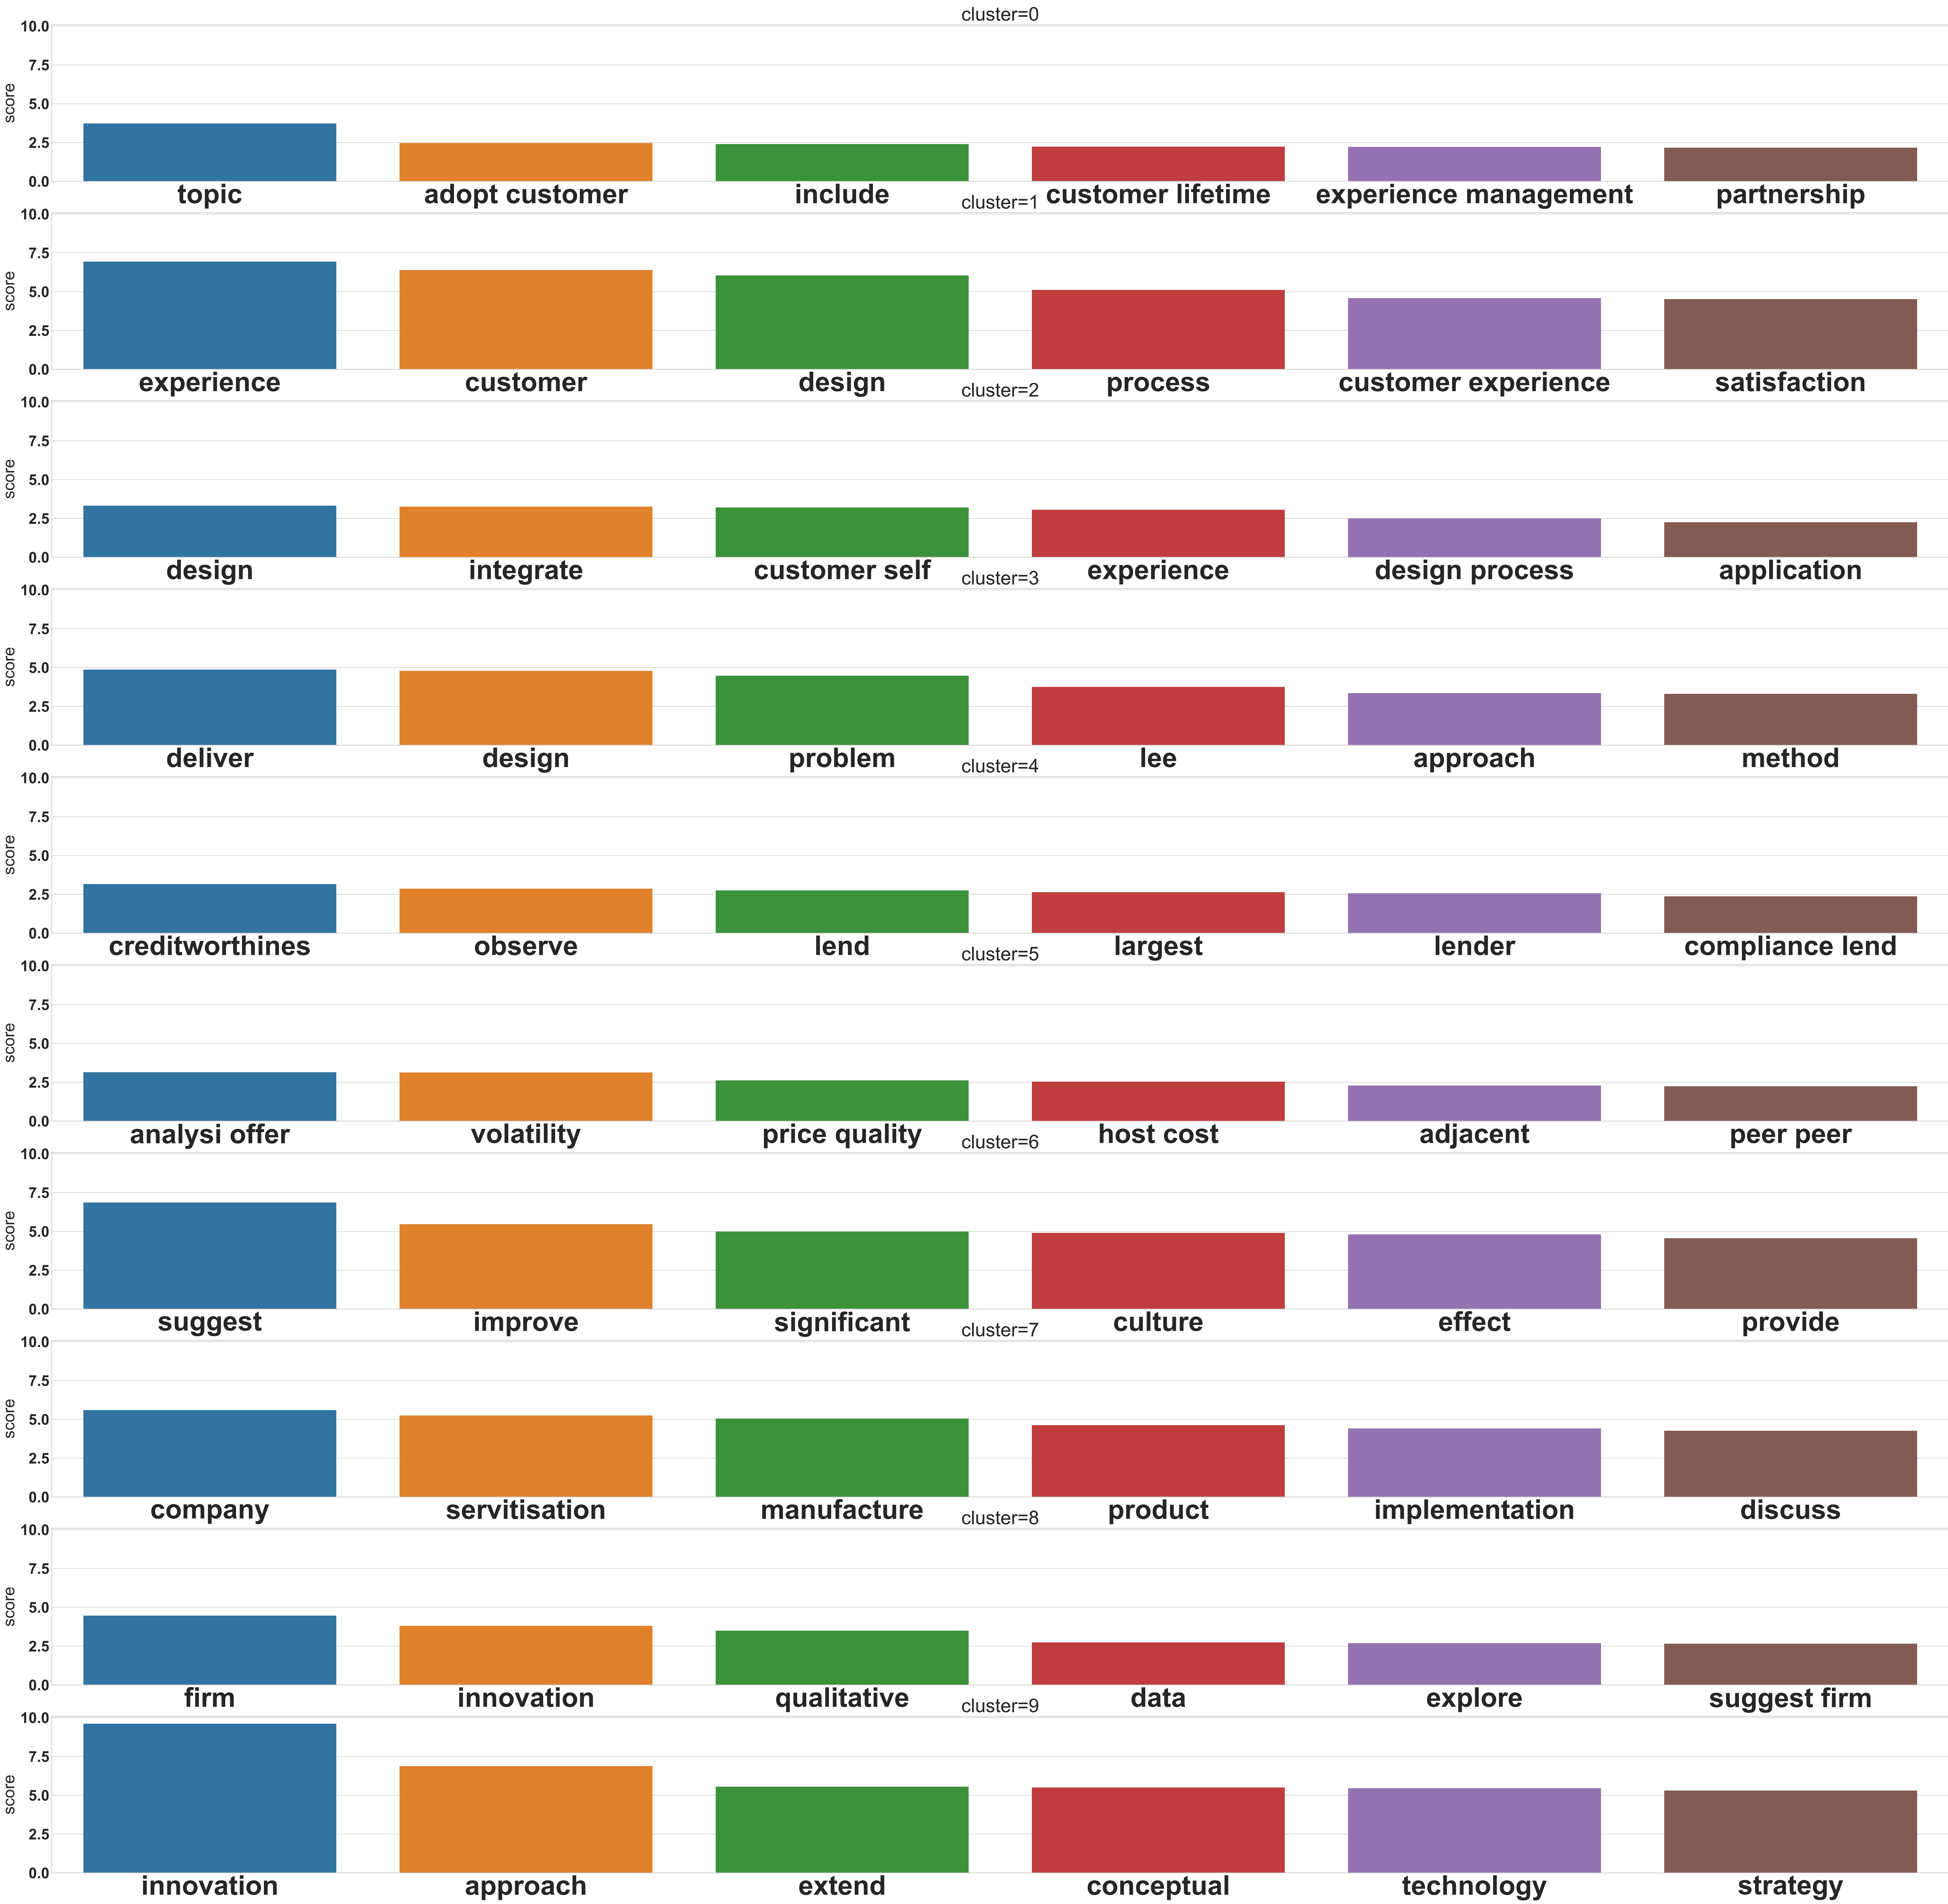 cluster=0
10.0
7.5
5.0
2.5
0.0
score
topic adopt customer include customer lifetime experience management partnership
cluster=1
10.0
7.5
5.0
2.5
0.0
score
experience customer design process customer experience satisfaction
cluster=2
10.0
7.5
5.0
2.5
0.0
score
design integrate customer self experience design process application
cluster=3
10.0
7.5
5.0
2.5
0.0
score
deliver design problem lee approach method
cluster=4
10.0
7.5
5.0
2.5
0.0
score
creditworthines observe lend largest lender compliance lend
cluster=5
10.0
7.5
5.0
2.5
0.0
score
analysi offer volatility price quality host cost adjacent peer peer
cluster=6
10.0
7.5
5.0
2.5
0.0
score
suggest improve significant culture effect provide
cluster=7
10.0
7.5
5.0
2.5
0.0
score
company servitisation manufacture product implementation discuss
cluster=8
10.0
7.5
5.0
2.5
0.0
score
firm innovation qualitative data explore suggest firm
cluster=9
10.0
7.5
5.0
2.5
0.0
score
innovation approach extend conceptual technology strategy